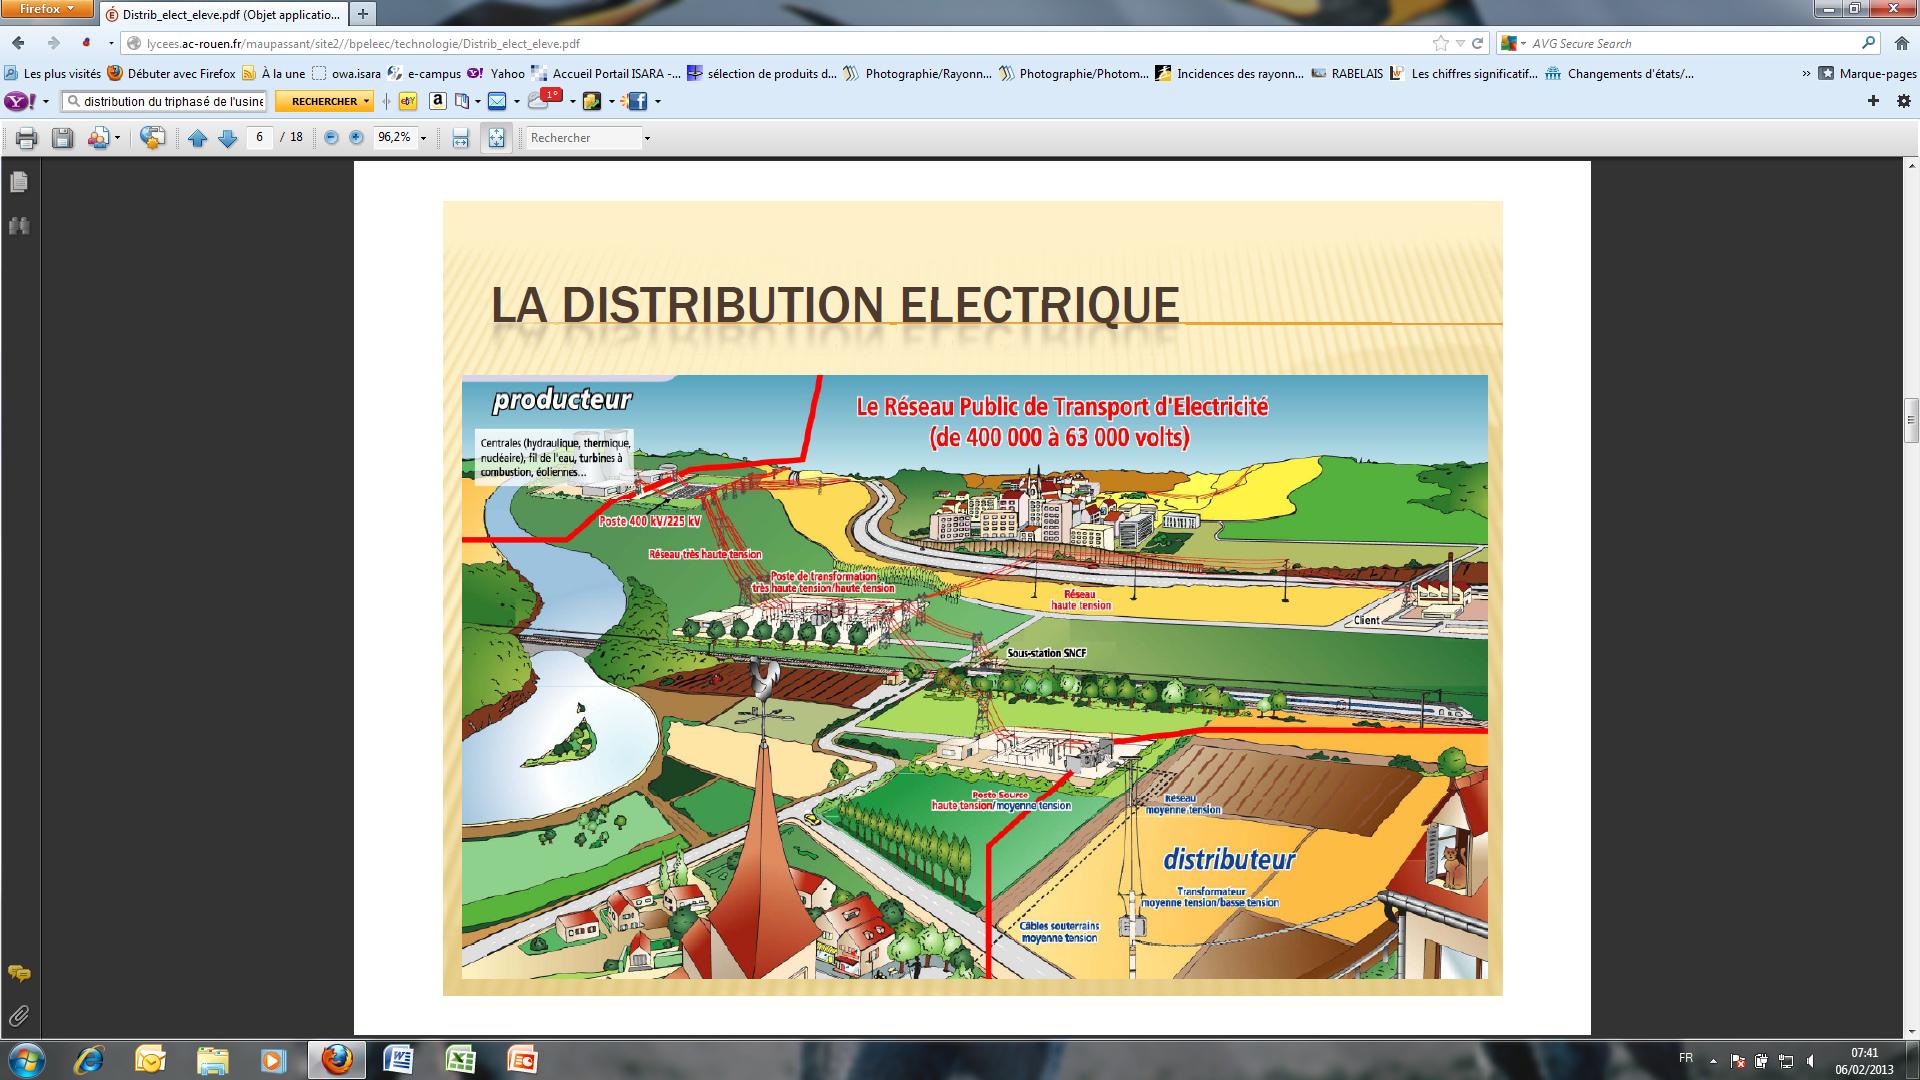 Firefox
Distrib_elect_eleve.pdf (Objet applicatio...
lycees.ac-rouen.fr/maupassant/site2//bpeleec/technologie/Distrib_elect_eleve.pdf
AVG Secure Search
Les plus visités
Débuter avec Firefox
À la une
owa.isara
e-campus
Yahoo
Accueil Portail ISARA -...
sélection de produits d...
Photographie/Rayonn...
Photographie/Photom...
Incidences des rayonn...
RABELAIS
Les chiffres significatif...
Changements d'états/...
Marque-pages
distribution du triphasé de l'usine
RECHERCHER
1°
6 / 18
96,2%
Rechercher
LA DISTRIBUTION ELECTRIQUE
producteur
Centrales (hydraulique, thermique,
nucléaire), fil de l'eau, turbines à
combustion, éoliennes...
Le Réseau Public de Transport d'Electricité
(de 400 000 à 63 000 volts)
Poste 400 kV/225 kV
Réseau très haute tension
Poste de transformation
très haute tension/haute tension
Réseau
haute tension
Client
Sous-station SNCF
Poste Source
haute tension/moyenne tension
Réseau
moyenne tension
distributeur
Transformateur
moyenne tension/basse tension
Câbles souterrains
moyenne tension
FR
07:41
06/02/2013